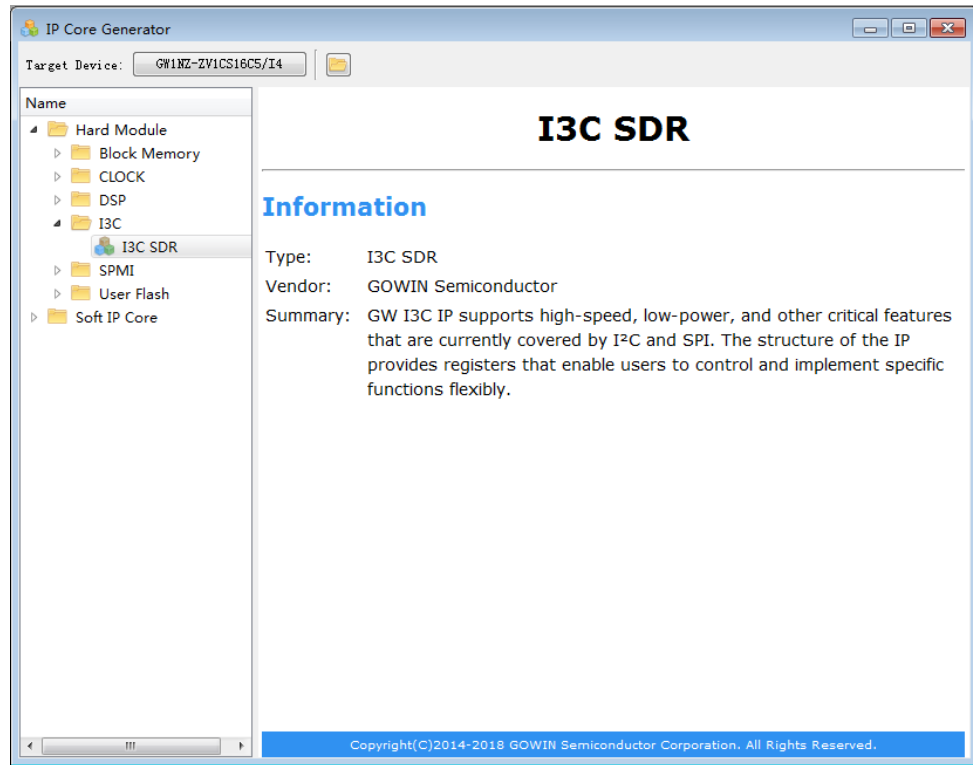 IP Core Generator
Target Device: GW1NZ-ZV1CS16C5/I4
Name
Hard Module
Block Memory
CLOCK
DSP
I3C
I3C SDR
SPMI
User Flash
Soft IP Core
I3C SDR
Information
Type: I3C SDR
Vendor: GOWIN Semiconductor
Summary: GW I3C IP supports high-speed, low-power, and other critical features
that are currently covered by I²C and SPI. The structure of the IP
provides registers that enable users to control and implement specific
functions flexibly.
Copyright(C)2014-2018 GOWIN Semiconductor Corporation. All Rights Reserved.